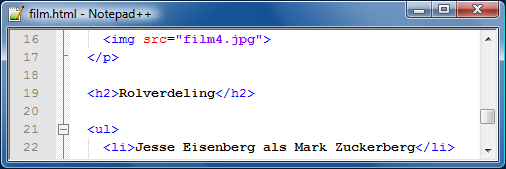 film.html - Notepad++
16 <img src="film4.jpg">
17 </p>
18
19 <h2>Rolverdeling</h2>
20
21 <ul>
22 <li>Jesse Eisenberg als Mark Zuckerberg</li>